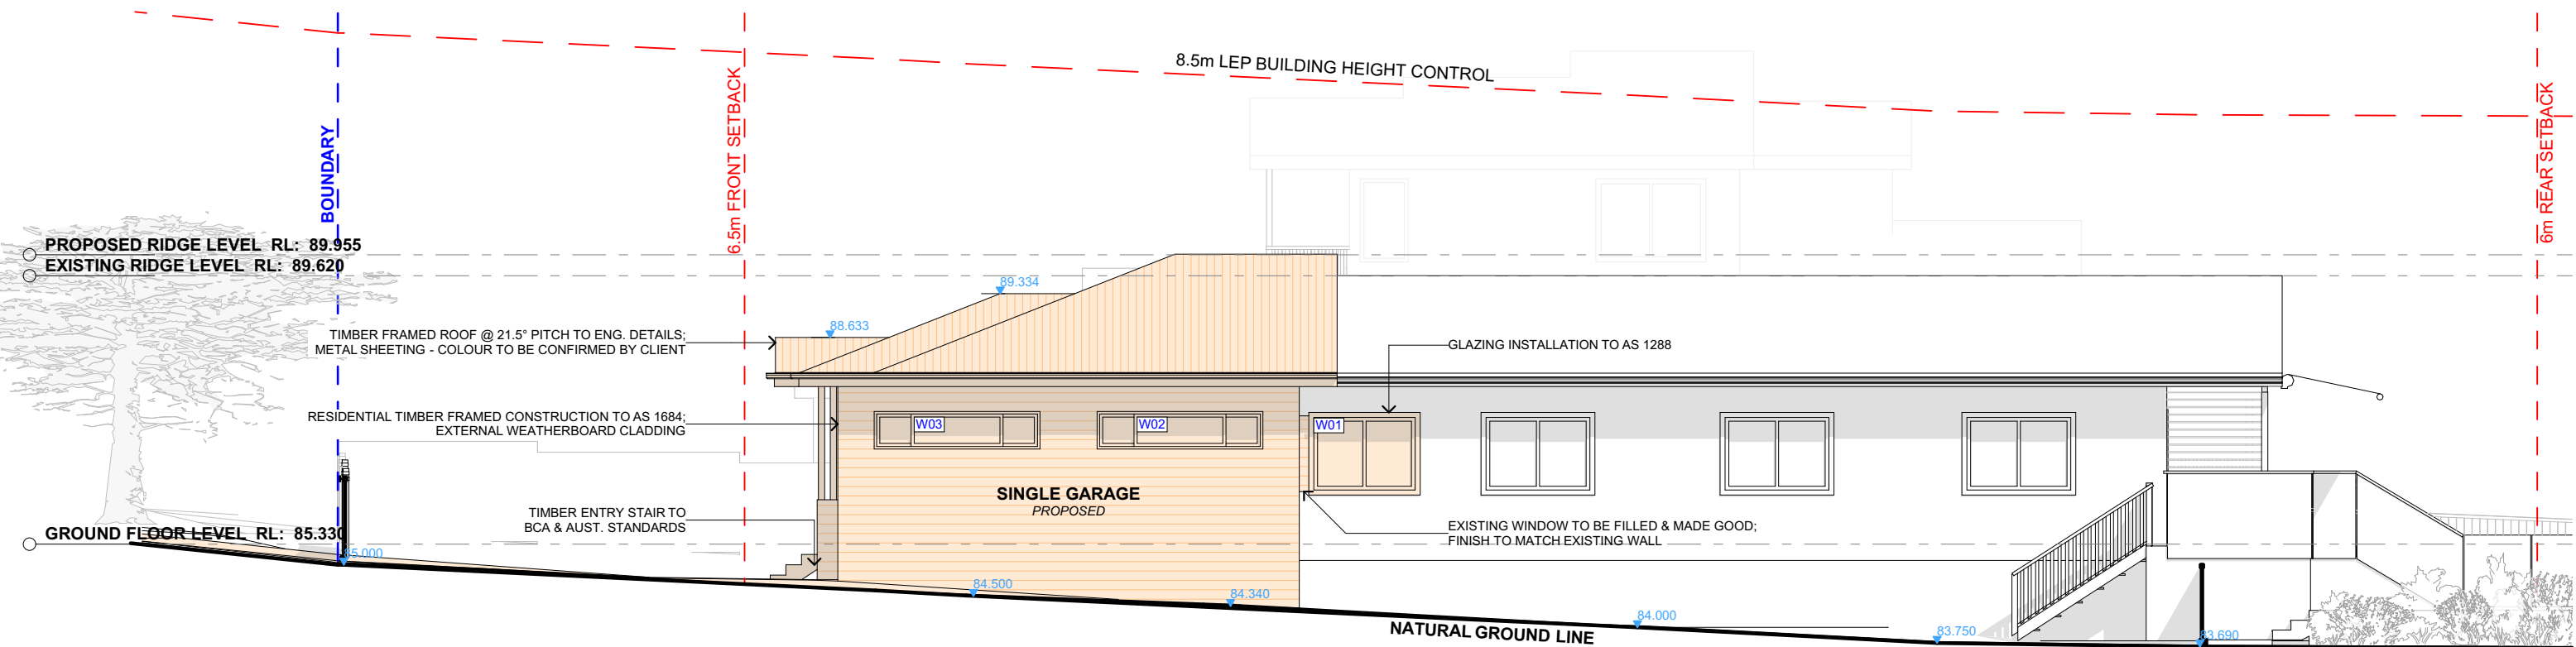 8.5m LEP BUILDING HEIGHT CONTROL
BOUNDARY
6.5m FRONT SETBACK
6m REAR SETBACK
PROPOSED RIDGE LEVEL RL: 89.955
EXISTING RIDGE LEVEL RL: 89.620
89.334
88.633
TIMBER FRAMED ROOF @ 21.5° PITCH TO ENG. DETAILS;
METAL SHEETING - COLOUR TO BE CONFIRMED BY CLIENT
GLAZING INSTALLATION TO AS 1288
RESIDENTIAL TIMBER FRAMED CONSTRUCTION TO AS 1684;
EXTERNAL WEATHERBOARD CLADDING
W03
W02
W01
SINGLE GARAGE
PROPOSED
TIMBER ENTRY STAIR TO
BCA & AUST. STANDARDS
EXISTING WINDOW TO BE FILLED & MADE GOOD;
FINISH TO MATCH EXISTING WALL
GROUND FLOOR LEVEL RL: 85.330
85.000
84.500
84.340
84.000
83.750
83.690
NATURAL GROUND LINE